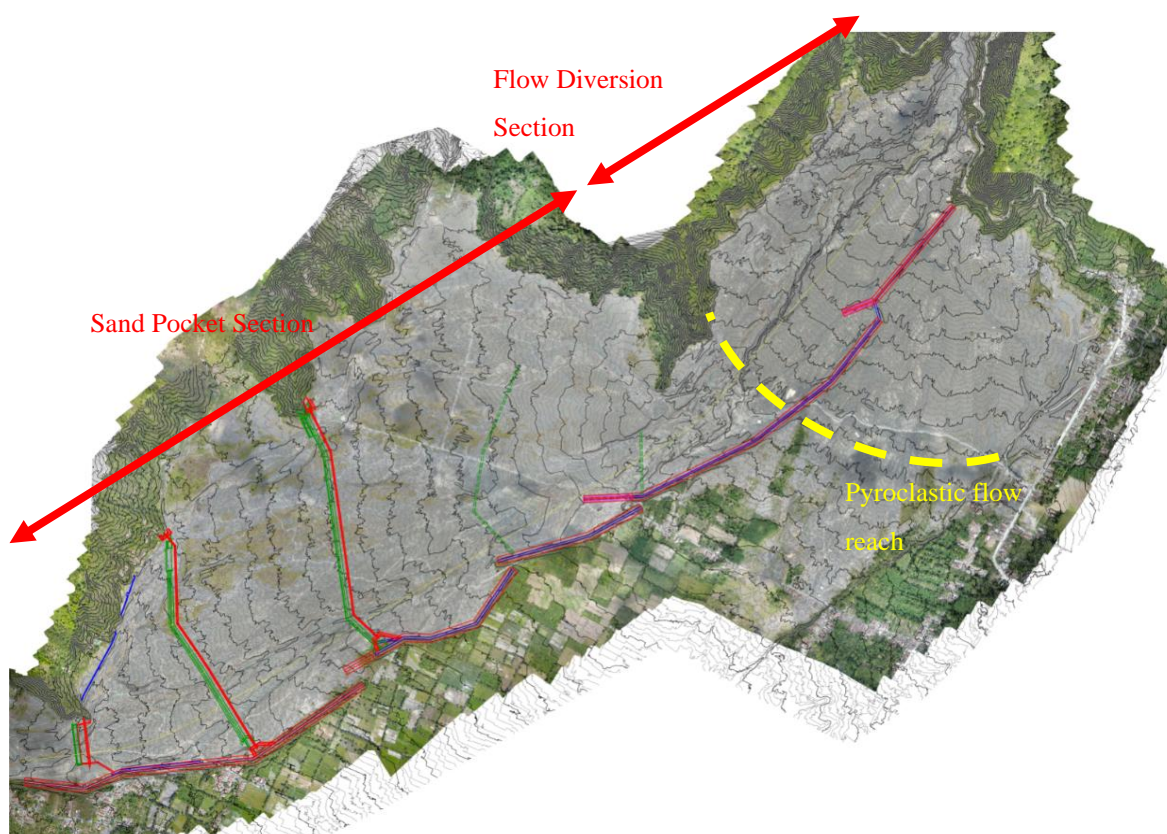 Flow Diversion
Section
Sand Pocket Section
Pyroclastic flow
reach